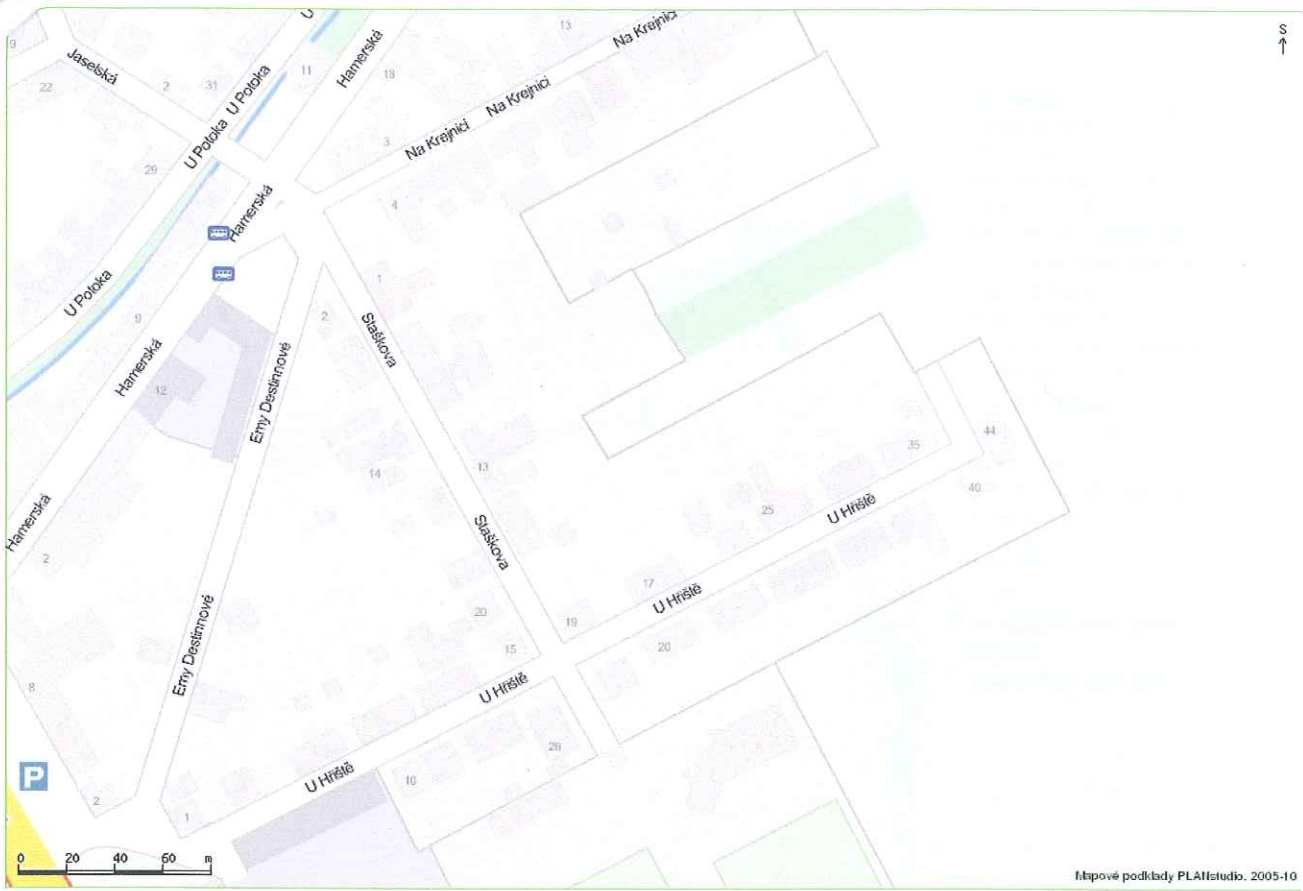 U
13
Na Krejnici
S
9
Jaselská
Hamerská
22
2
31
U Potoka
11
18
Na Krejnici
U Potoka
3
Na Krejnici
29
Hamerská
4
U Potoka
1
9
2
Staškova
Hamerská
12
Emy Destinnové
14
13
35
44
40
25
U Hřiště
Hamerská
2
Staškova
17
U Hřiště
20
19
15
20
Emy Destinnové
8
U Hřiště
28
P
U Hřiště
10
2
1
0 20 40 60 m
Mapové podklady PLANstudio. 2005-10